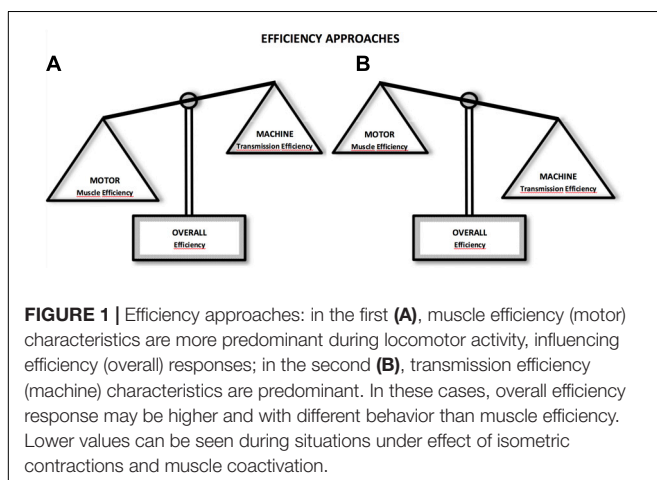 EFFICIENCY APPROACHES
A
B
MACHINE
Transmission Efficiency
MOTOR
Muscle Efficiency
OVERALL
Efficiency
MOTOR
Muscle Efficiency
MACHINE
Transmission Efficiency
OVERALL
Efficiency
FIGURE 1 | Efficiency approaches: in the first (A), muscle efficiency (motor)
characteristics are more predominant during locomotor activity, influencing
efficiency (overall) responses; in the second (B), transmission efficiency
(machine) characteristics are predominant. In these cases, overall efficiency
response may be higher and with different behavior than muscle efficiency.
Lower values can be seen during situations under effect of isometric
contractions and muscle coactivation.